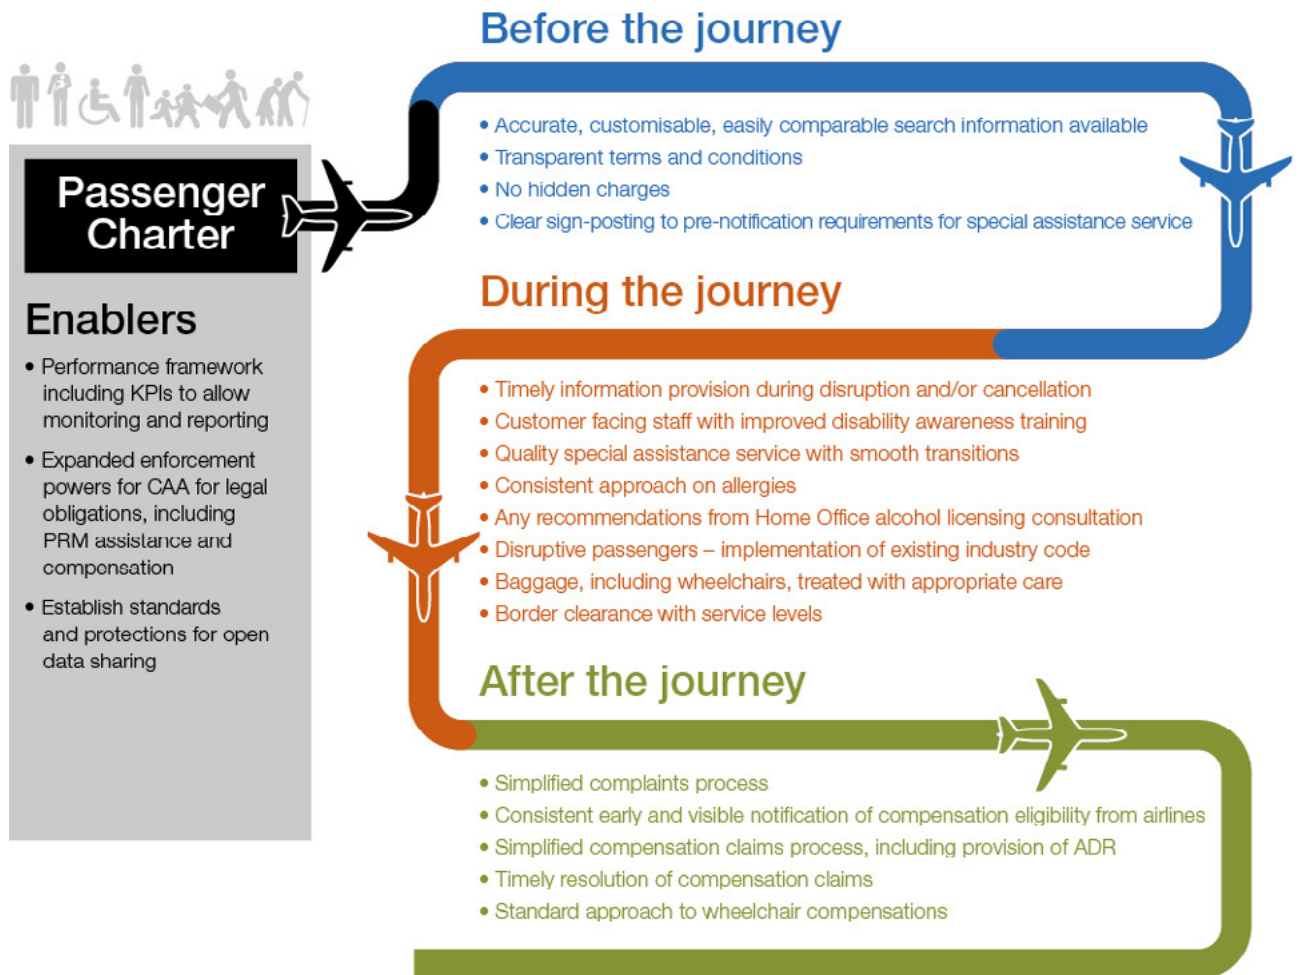 Passenger
Charter
Enablers
• Performance framework
including KPIs to allow
monitoring and reporting
• Expanded enforcement
powers for CAA for legal
obligations, including
PRM assistance and
compensation
• Establish standards
and protections for open
data sharing
Before the journey
• Accurate, customisable, easily comparable search information available
• Transparent terms and conditions
• No hidden charges
• Clear sign-posting to pre-notification requirements for special assistance service
During the journey
• Timely information provision during disruption and/or cancellation
• Customer facing staff with improved disability awareness training
• Quality special assistance service with smooth transitions
• Consistent approach on allergies
• Any recommendations from Home Office alcohol licensing consultation
• Disruptive passengers – implementation of existing industry code
• Baggage, including wheelchairs, treated with appropriate care
• Border clearance with service levels
After the journey
• Simplified complaints process
• Consistent early and visible notification of compensation eligibility from airlines
• Simplified compensation claims process, including provision of ADR
• Timely resolution of compensation claims
• Standard approach to wheelchair compensations